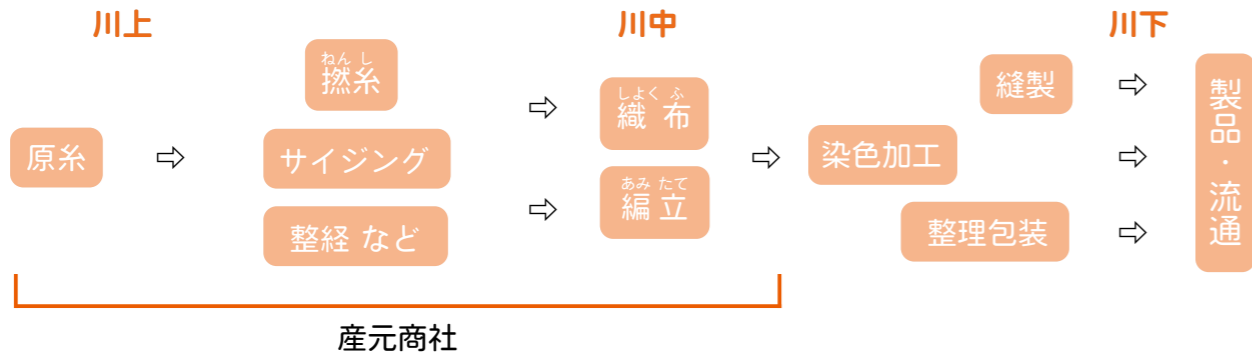 川上
川中
川下
原糸
ねんし
撚糸
サイジング
整経 など
しよく ふ
織 布
あみ たて
編 立
染色加工
縫製
整理包装
製品・流通
産元商社